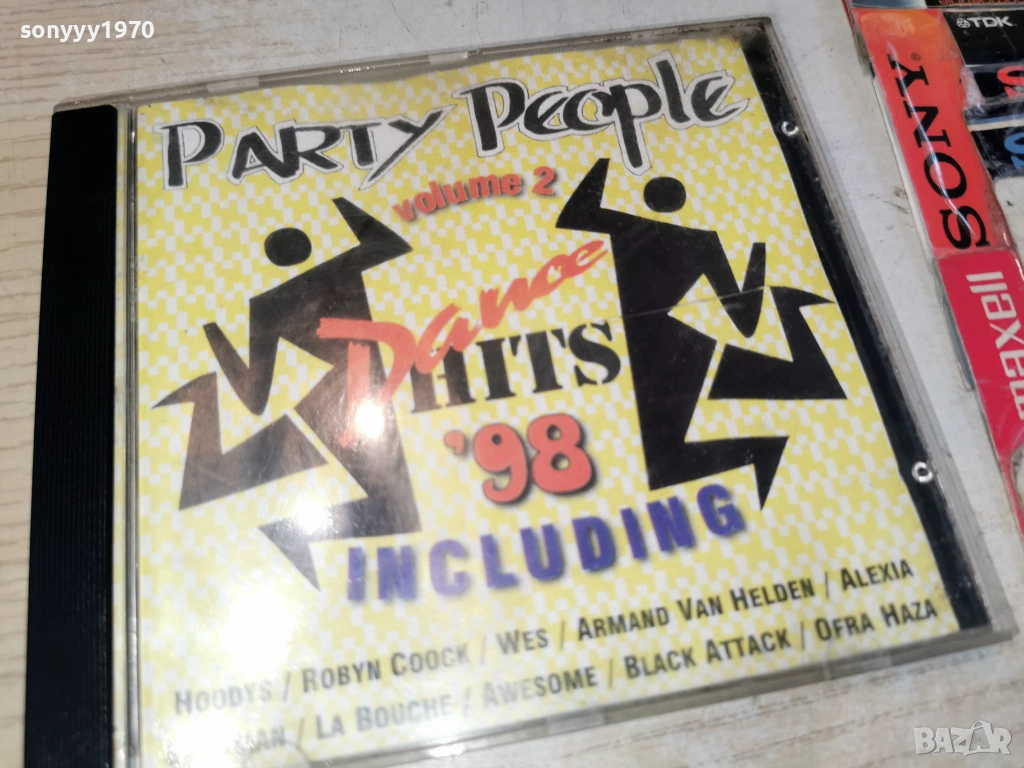 sonyyy1970
PARTY PEOPLE
volume 2
Dance
HITS
'98
INCLUDING
HOODYS / ROBYN COOCK / WES / ARMAND VAN HELDEN / ALEXIA
/ LA BOUCHE / AWESOME / BLACK ATTACK / OFRA HAZA
TDK
SONY
maxell
BAZAR